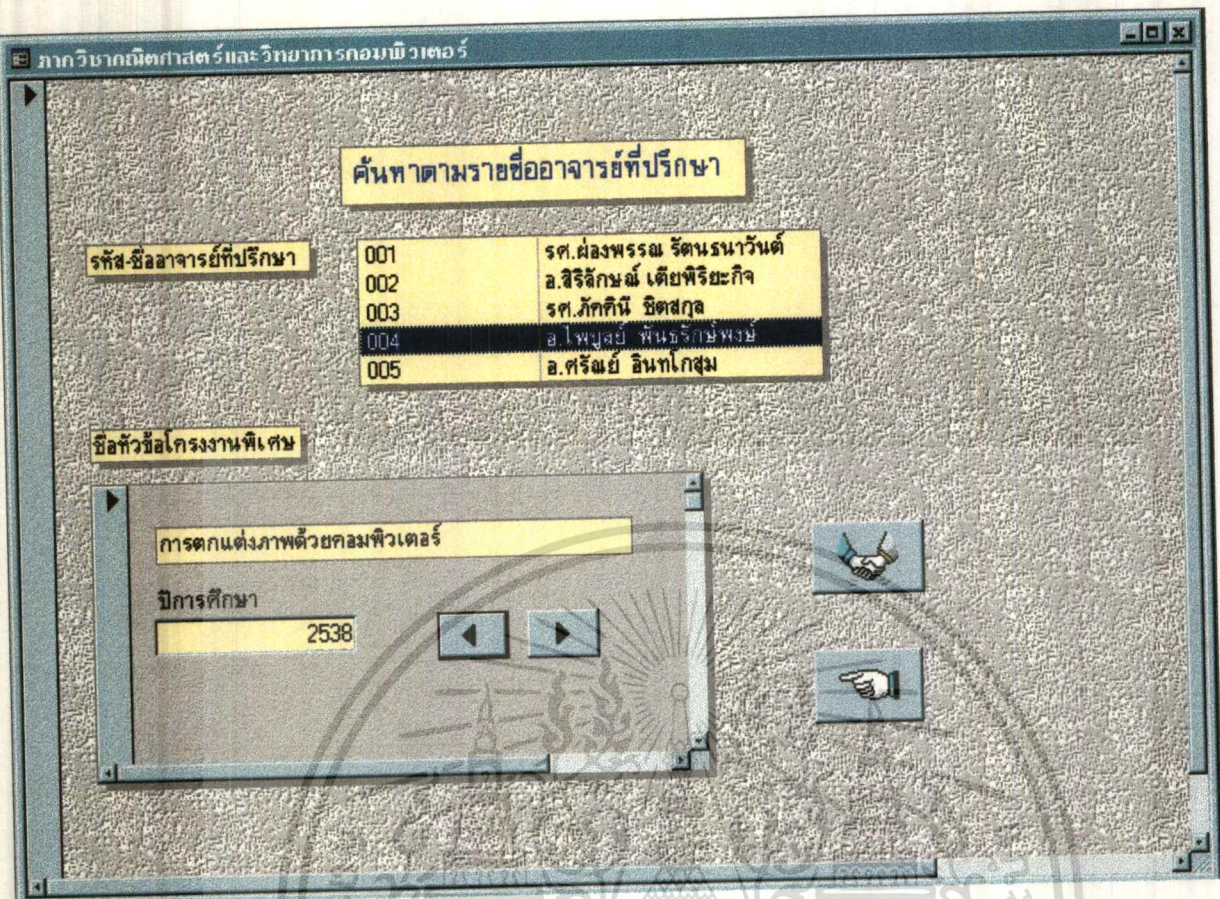 ภาควิชาคณิตศาสตร์และวิทยาการคอมพิวเตอร์
ค้นหาตามรายชื่ออาจารย์ที่ปรึกษา
รหัส-ชื่ออาจารย์ที่ปรึกษา
001 รศ.ผ่องพรรณ รัตนธนาวันต์
002 อ.สิริลักษณ์ เตียพิริยะกิจ
003 รศ.ภัคคินี ชิตสกุล
004 อ.ไพบูลย์ พันธรักษ์พงษ์
005 อ.ศรัณย์ อินทโกสุม
ชื่อหัวข้อโครงงานพิเศษ
การตกแต่งภาพด้วยคอมพิวเตอร์
ปีการศึกษา
2538